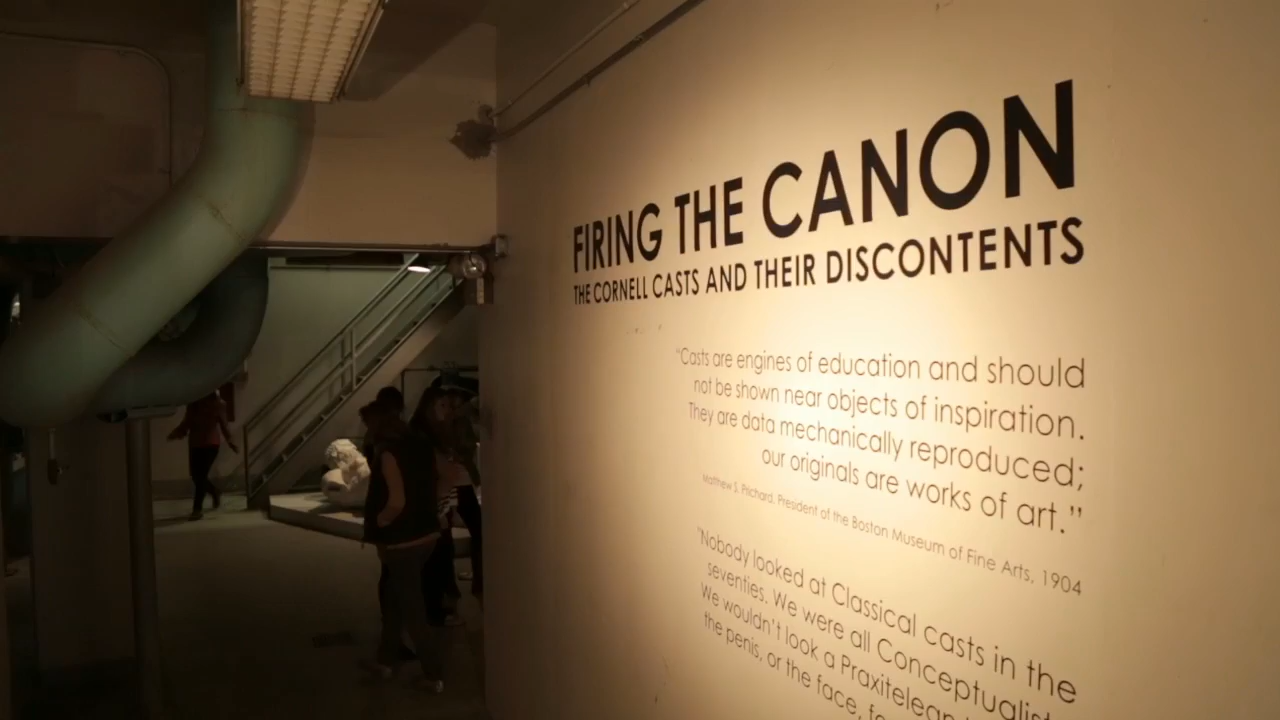 FIRING THE CANON
THE CORNELL CASTS AND THEIR DISCONTENTS
"Casts are engines of education and should
not be shown near objects of inspiration.
They are data mechanically reproduced;
our originals are works of art."
Matthew S. Prichard, President of the Boston Museum of Fine Arts, 1904
"Nobody looked at Classical casts in the
seventies. We were all Conceptualist
We wouldn't look a Praxitelean
the penis, or the face,